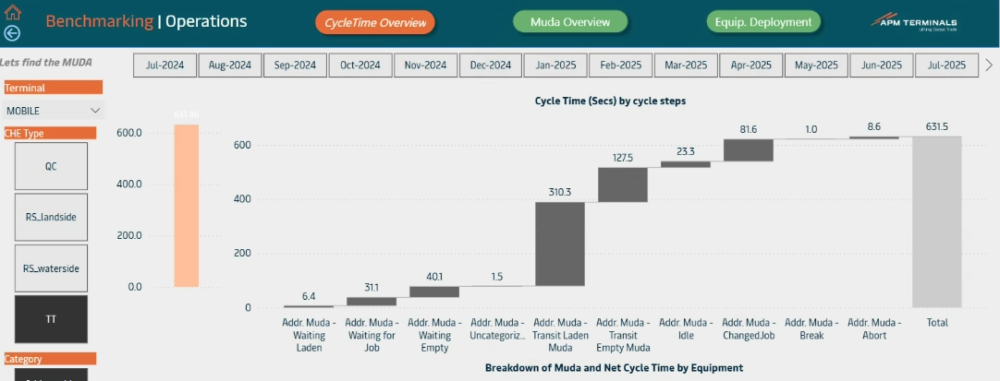 Benchmarking | Operations
CycleTime Overview
Muda Overview
Equip. Deployment
APM TERMINALS
Lifting Global Trade
Lets find the MUDA
Jul-2024
Aug-2024
Sep-2024
Oct-2024
Nov-2024
Dec-2024
Jan-2025
Feb-2025
Mar-2025
Apr-2025
May-2025
Jun-2025
Jul-2025
Terminal
MOBILE
CHE Type
QC
RS_landside
RS_waterside
TT
Category
631.46
600.0
400.0
200.0
0.0
Cycle Time (Secs) by cycle steps
600
400
200
0
6.4
31.1
40.1
1.5
310.3
127.5
23.3
81.6
1.0
8.6
631.5
Addr. Muda -
Waiting
Laden
Addr. Muda -
Waiting for
Job
Addr. Muda -
Waiting
Empty
Addr. Muda -
Uncategoriz...
Addr. Muda -
Transit Laden
Muda
Addr. Muda -
Transit
Empty Muda
Addr. Muda -
Idle
Addr. Muda -
ChangedJob
Addr. Muda -
Break
Addr. Muda -
Abort
Total
Breakdown of Muda and Net Cycle Time by Equipment